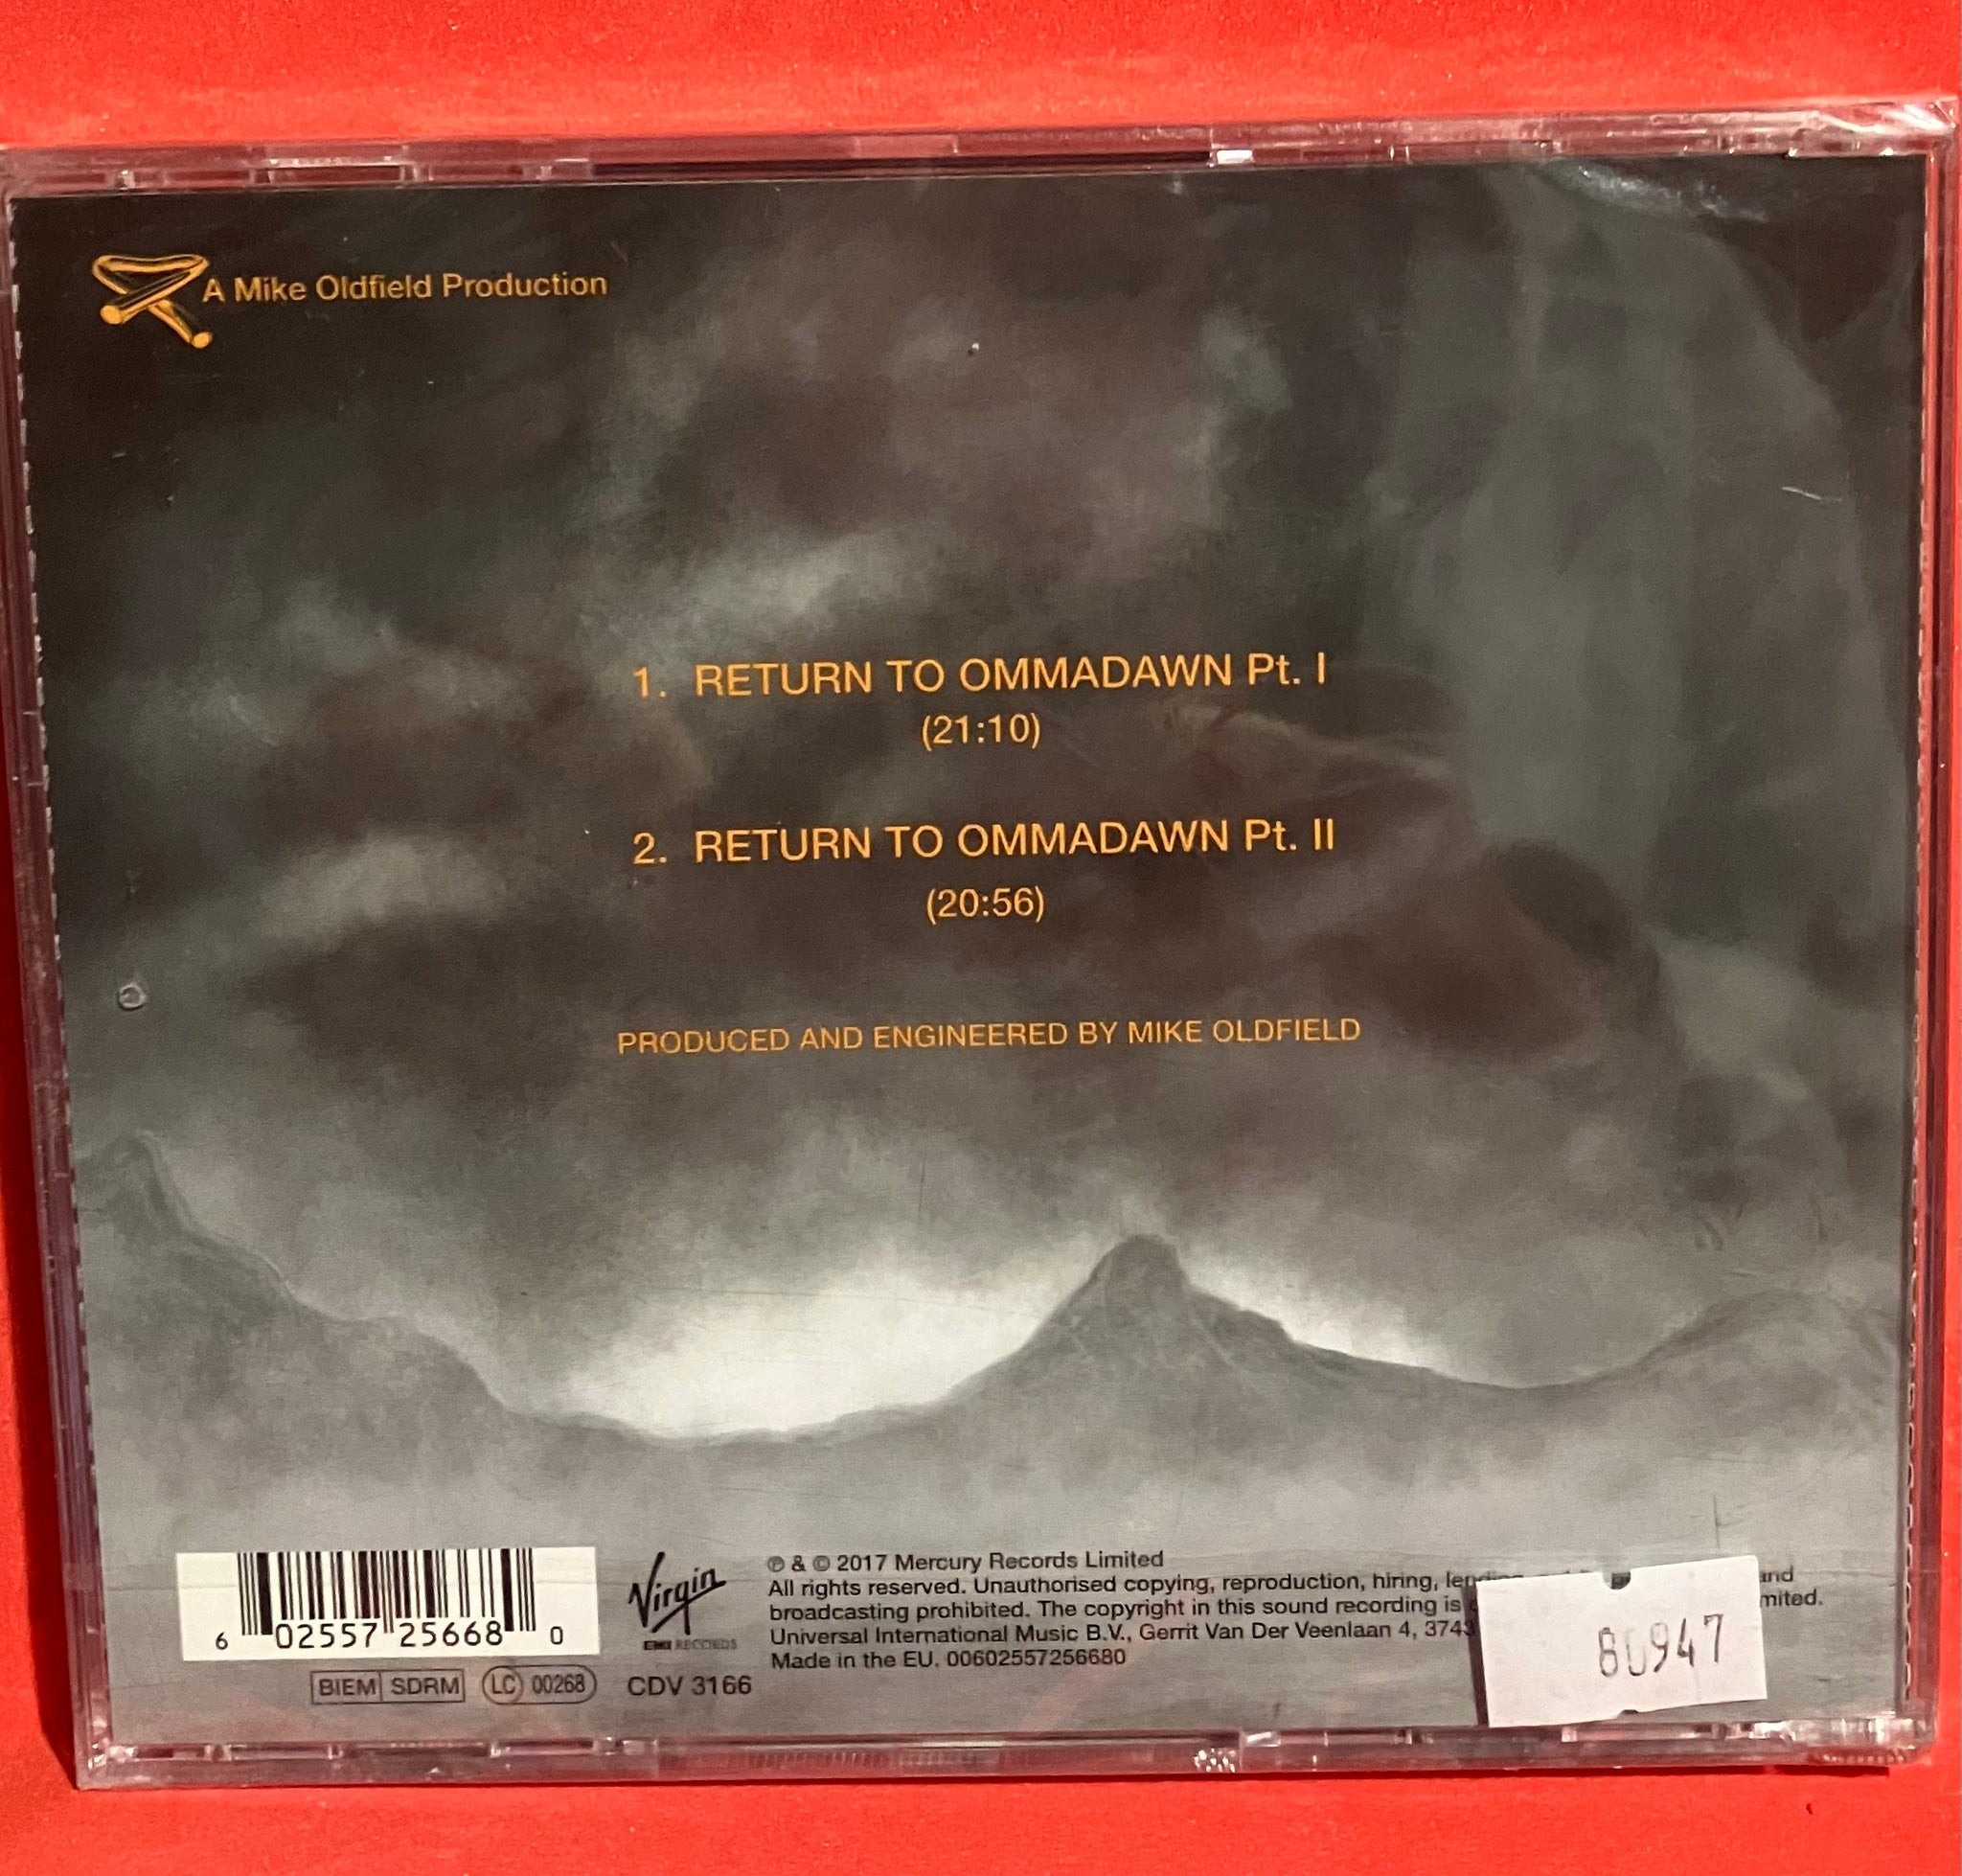 A Mike Oldfield Production
1. RETURN TO OMMADAWN Pt. I
(21:10)
2. RETURN TO OMMADAWN Pt. II
(20:56)
PRODUCED AND ENGINEERED BY MIKE OLDFIELD
6 02557 25668 0
BIEM SDRM LC 00268
Virgin
EMI RECORDS
CDV 3166
℗ & © 2017 Mercury Records Limited
All rights reserved. Unauthorised copying, reproduction, hiring,
broadcasting prohibited. The copyright in this sound recording is
Universal International Music B.V., Gerrit Van Der Veenlaan 4,
Made in the EU. 00602557256680
80947